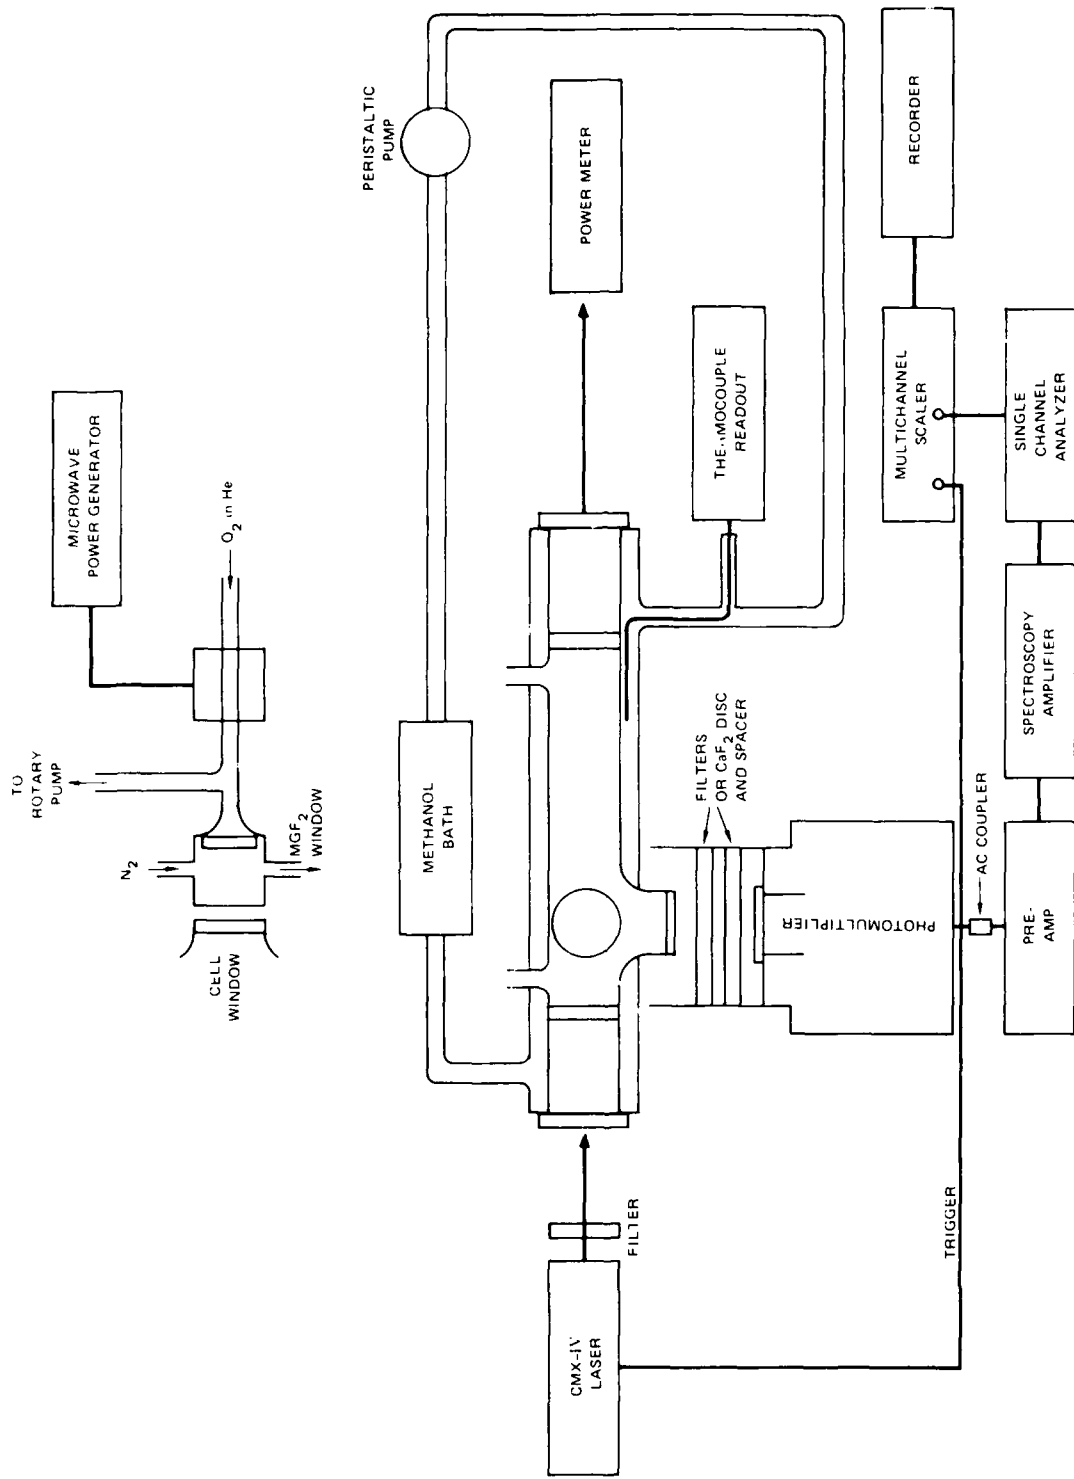 MICROWAVE
POWER GENERATOR
TO
ROTARY
PUMP
O2 in He
N2
MGF2
WINDOW
CELL
WINDOW
PERISTALTIC
PUMP
METHANOL
BATH
POWER METER
CMX-IV
LASER
FILTER
FILTERS
OR CaF2 DISC
AND SPACER
THERMOCOUPLE
READOUT
PHOTOMULTIPLIER
MULTICHANNEL
SCALER
RECORDER
TRIGGER
AC COUPLER
PRE-
AMP
SPECTROSCOPY
AMPLIFIER
SINGLE
CHANNEL
ANALYZER